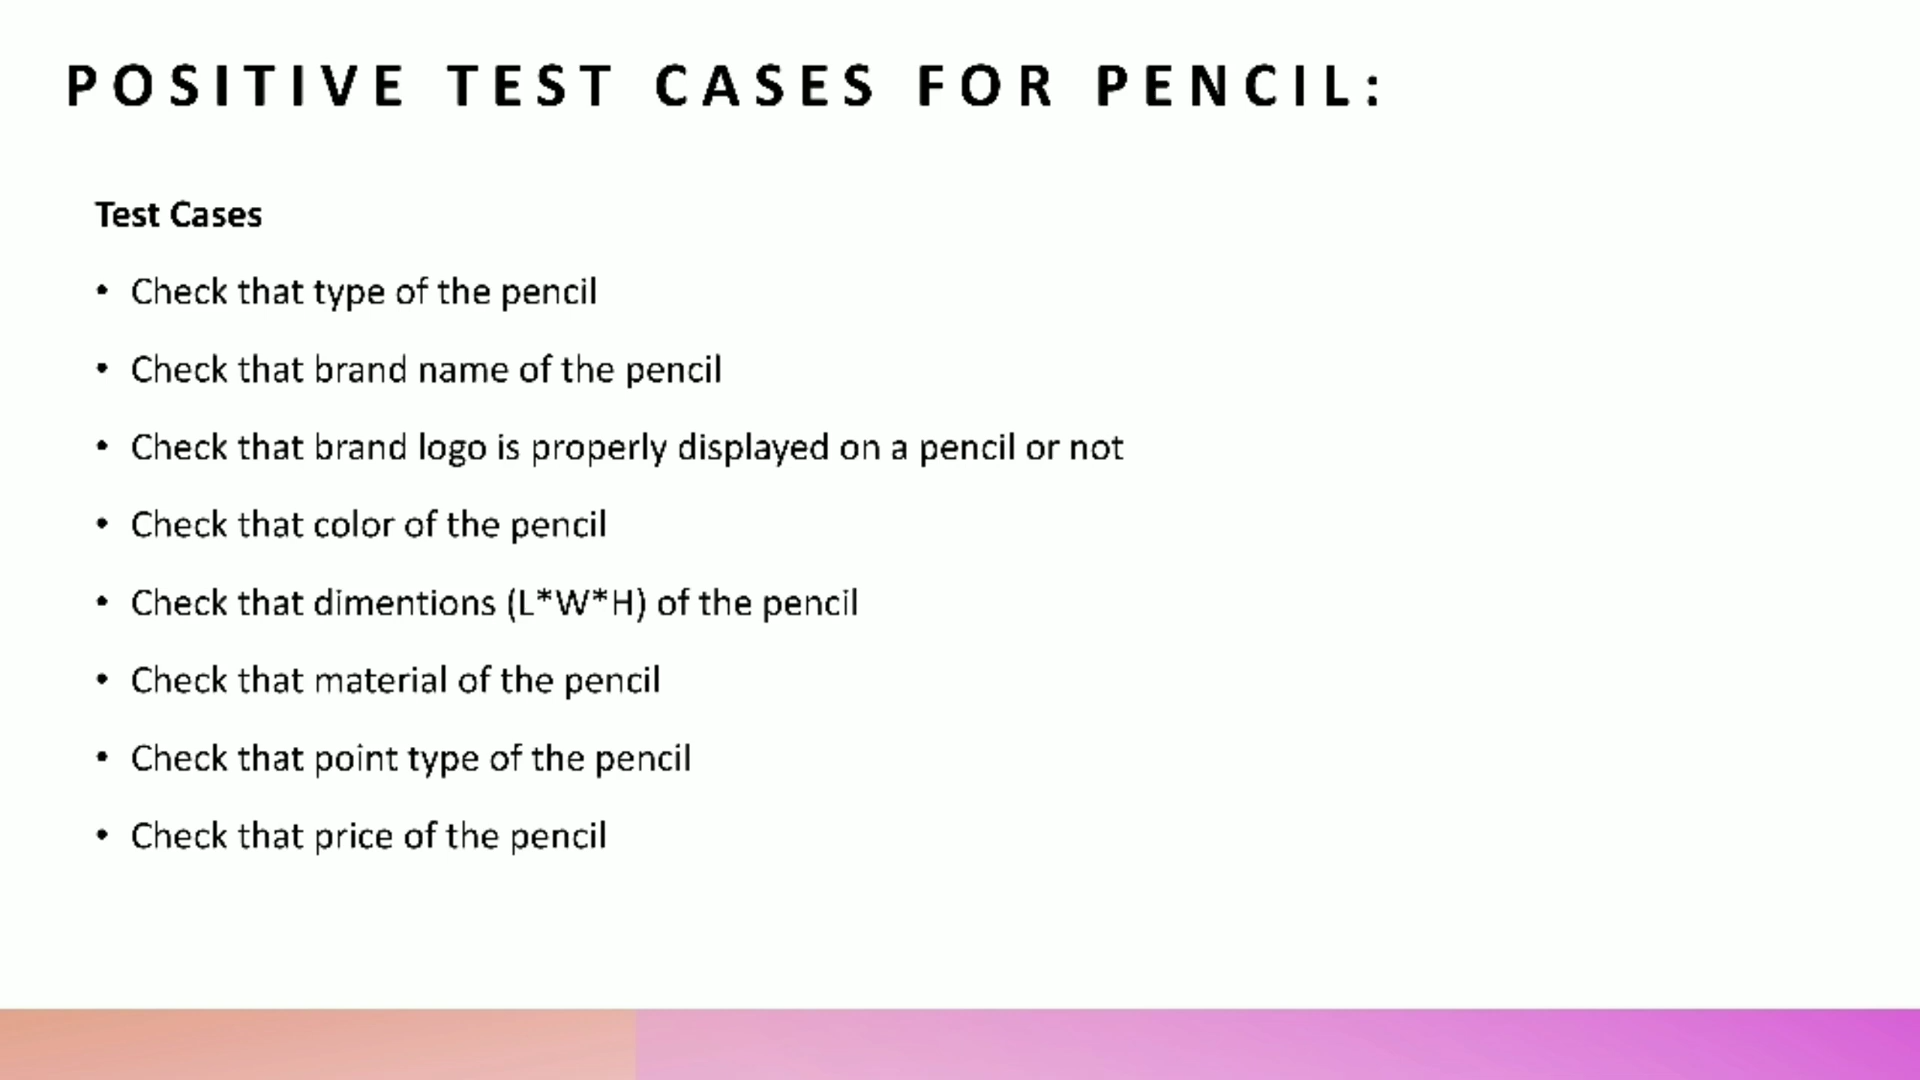 POSITIVE TEST CASES FOR PENCIL:
Test Cases
• Check that type of the pencil
• Check that brand name of the pencil
• Check that brand logo is properly displayed on a pencil or not
• Check that color of the pencil
• Check that dimentions (L*W*H) of the pencil
• Check that material of the pencil
• Check that point type of the pencil
• Check that price of the pencil